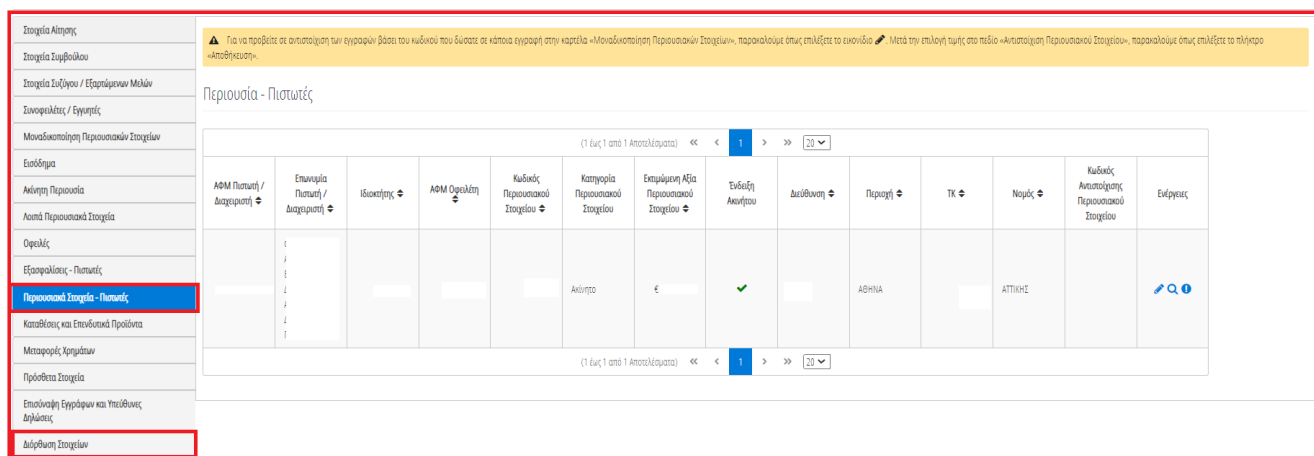 Στοιχεία Αίτησης
Στοιχεία Συμβούλου
Στοιχεία Συζύγου / Εξαρτώμενων Μελών
Συνοφειλέτες / Εγγυητές
Μοναδικοποίηση Περιουσιακών Στοιχείων
Εισόδημα
Ακίνητη Περιουσία
Λοιπά Περιουσιακά Στοιχεία
Οφειλές
Εξασφαλίσεις - Πιστωτές
Περιουσιακά Στοιχεία - Πιστωτές
Καταθέσεις και Επενδυτικά Προϊόντα
Μεταφορές Χρημάτων
Πρόσθετα Στοιχεία
Επισύναψη Εγγράφων και Υπεύθυνες
Δηλώσεις
Διόρθωση Στοιχείων
Για να προβείτε σε αντιστοίχιση των εγγραφών βάσει του κωδικού που δώσατε σε κάποια εγγραφή στην καρτέλα «Μοναδικοποίηση Περιουσιακών Στοιχείων», παρακαλούμε όπως επιλέξετε το εικονίδιο . Μετά την επιλογή τιμής στο πεδίο «Αντιστοίχιση Περιουσιακού Στοιχείου», παρακαλούμε όπως επιλέξετε το πλήκτρο
«Αποθήκευση».
Περιουσία - Πιστωτές
(1 έως 1 από 1 Αποτελέσματα) 1 20
ΑΦΜ Πιστωτή /
Διαχειριστή
Επωνυμία
Πιστωτή /
Διαχειριστή
Ιδιοκτήτης
ΑΦΜ Οφειλέτη
Κωδικός
Περιουσιακού
Στοιχείου
Κατηγορία
Περιουσιακού
Στοιχείου
Εκτιμώμενη Αξία
Περιουσιακού
Στοιχείου
Ένδειξη
Ακινήτου
Διεύθυνση
Περιοχή
ΤΚ
Νομός
Κωδικός
Αντιστοίχισης
Περιουσιακού
Στοιχείου
Ενέργειες
Ακίνητο
€
ΑΘΗΝΑ
ΑΤΤΙΚΗΣ
(1 έως 1 από 1 Αποτελέσματα) 1 20